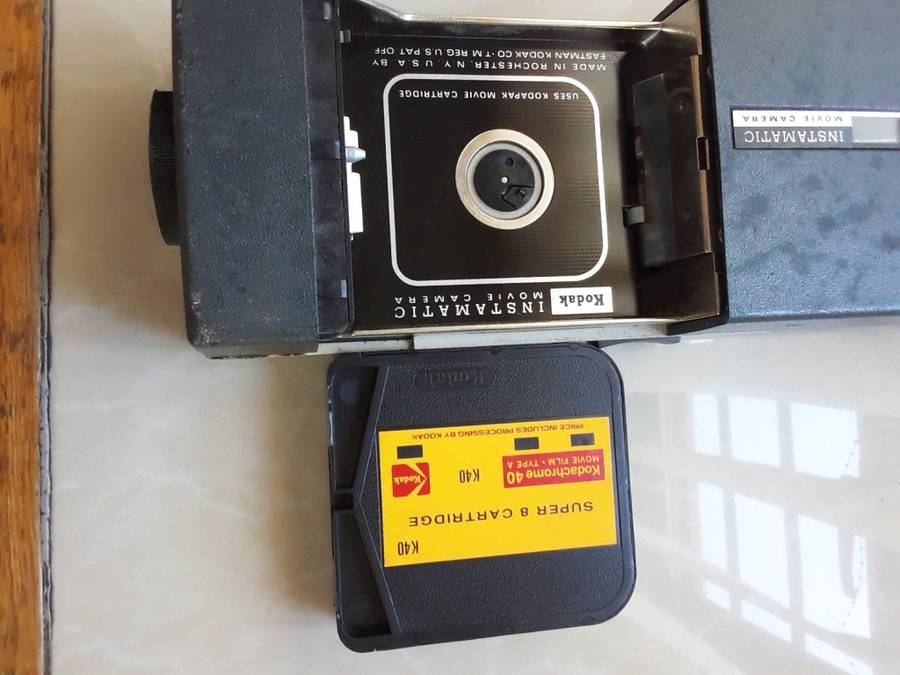 INSTAMATIC
MOVIE CAMERA
Kodak
INSTAMATIC
MOVIE CAMERA
USES KODAPAK MOVIE CARTRIDGE
MADE IN ROCHESTER, N.Y. U.S.A. BY
EASTMAN KODAK CO · T M REG. U.S. PAT OFF
K40
SUPER 8 CARTRIDGE
Kodachrome 40
MOVIE FILM • TYPE A
K40
Kodak
PRICE INCLUDES PROCESSING BY KODAK
Kodak